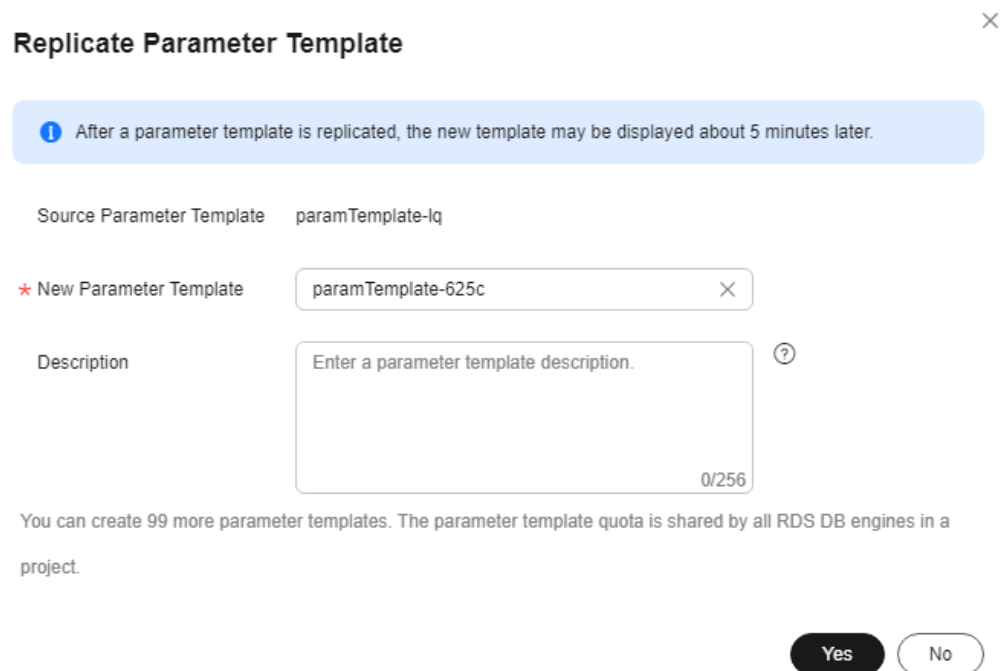 Replicate Parameter Template
After a parameter template is replicated, the new template may be displayed about 5 minutes later.
Source Parameter Template paramTemplate-lq
* New Parameter Template paramTemplate-625c
Description Enter a parameter template description.
0/256
You can create 99 more parameter templates. The parameter template quota is shared by all RDS DB engines in a
project.
Yes No